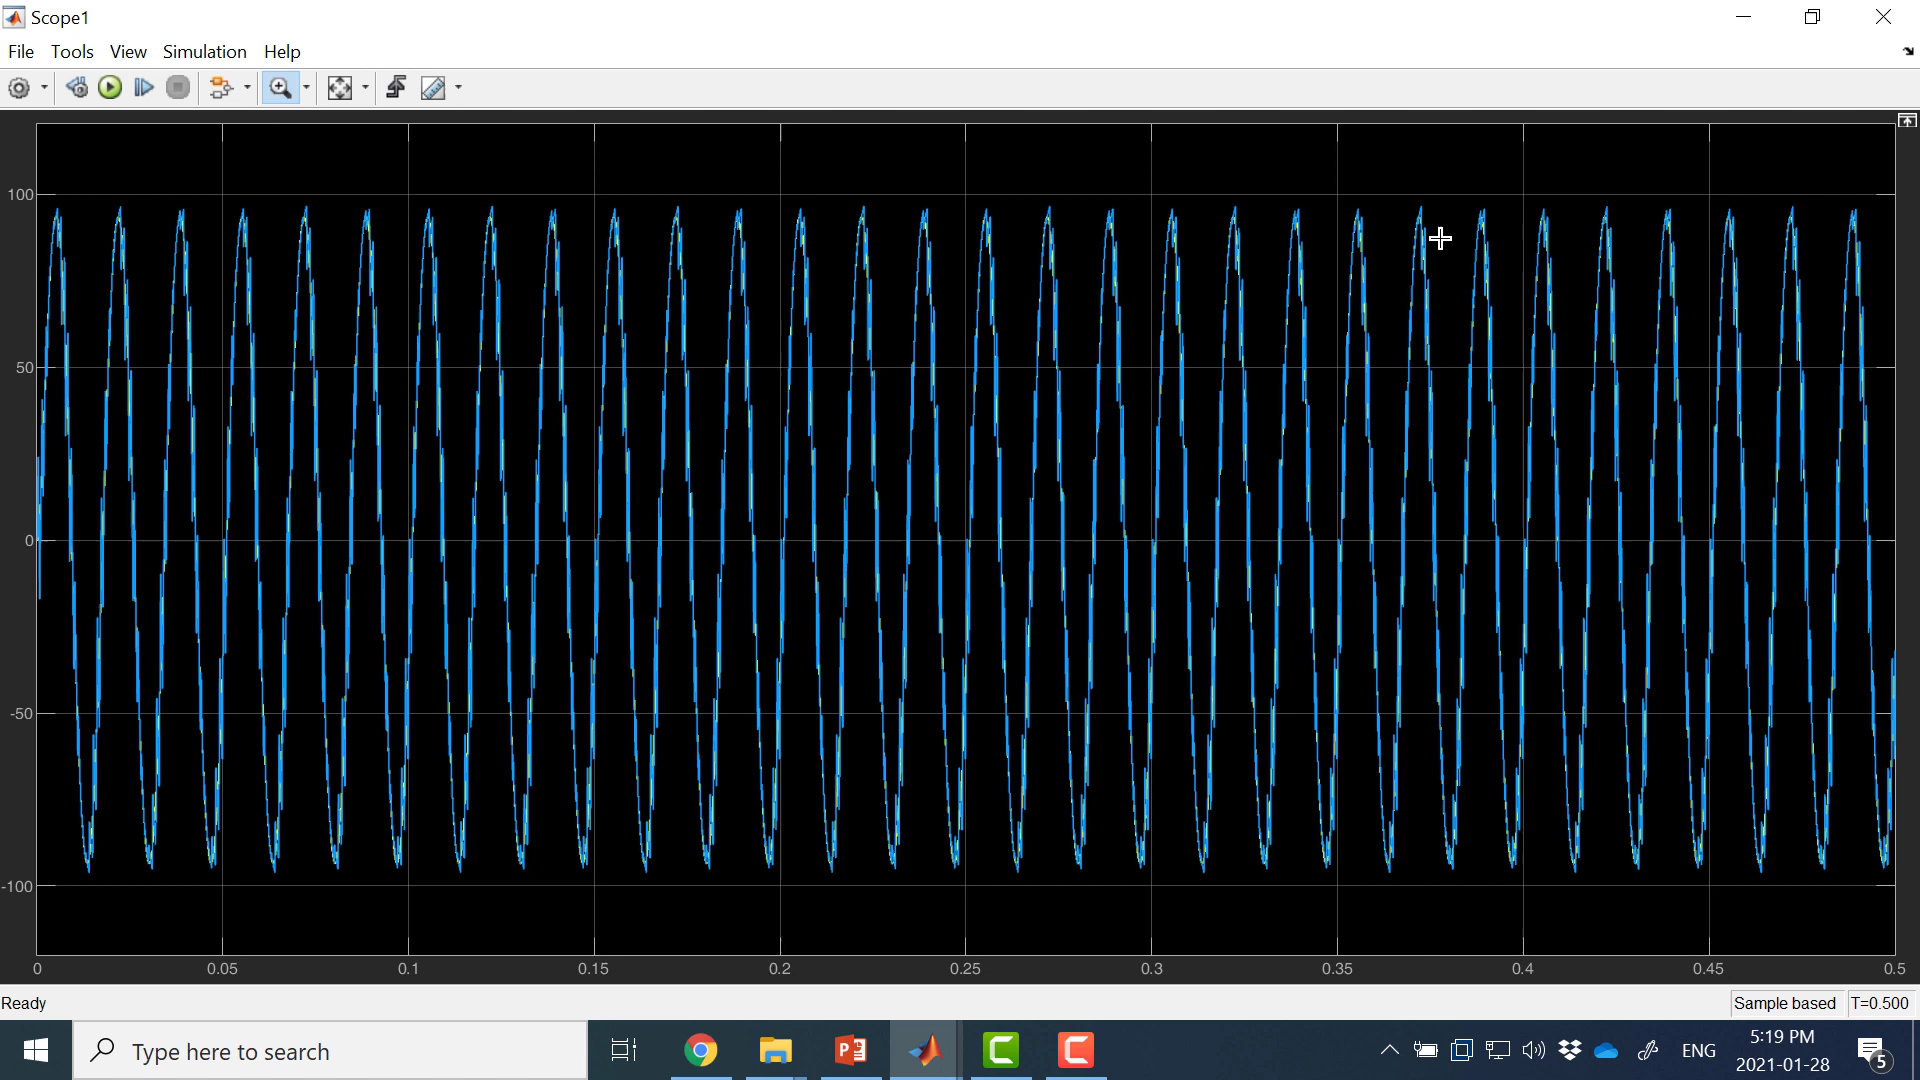 Scope1
File Tools View Simulation Help
100
50
0
-50
-100
0 0.05 0.1 0.15 0.2 0.25 0.3 0.35 0.4 0.45 0.5
Ready Sample based T=0.500
Type here to search
ENG
5:19 PM
2021-01-28
5